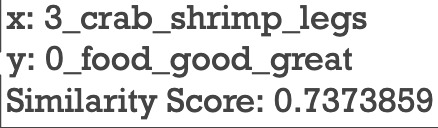 x: 3_crab_shrimp_legs
y: 0_food_good_great
Similarity Score: 0.7373859